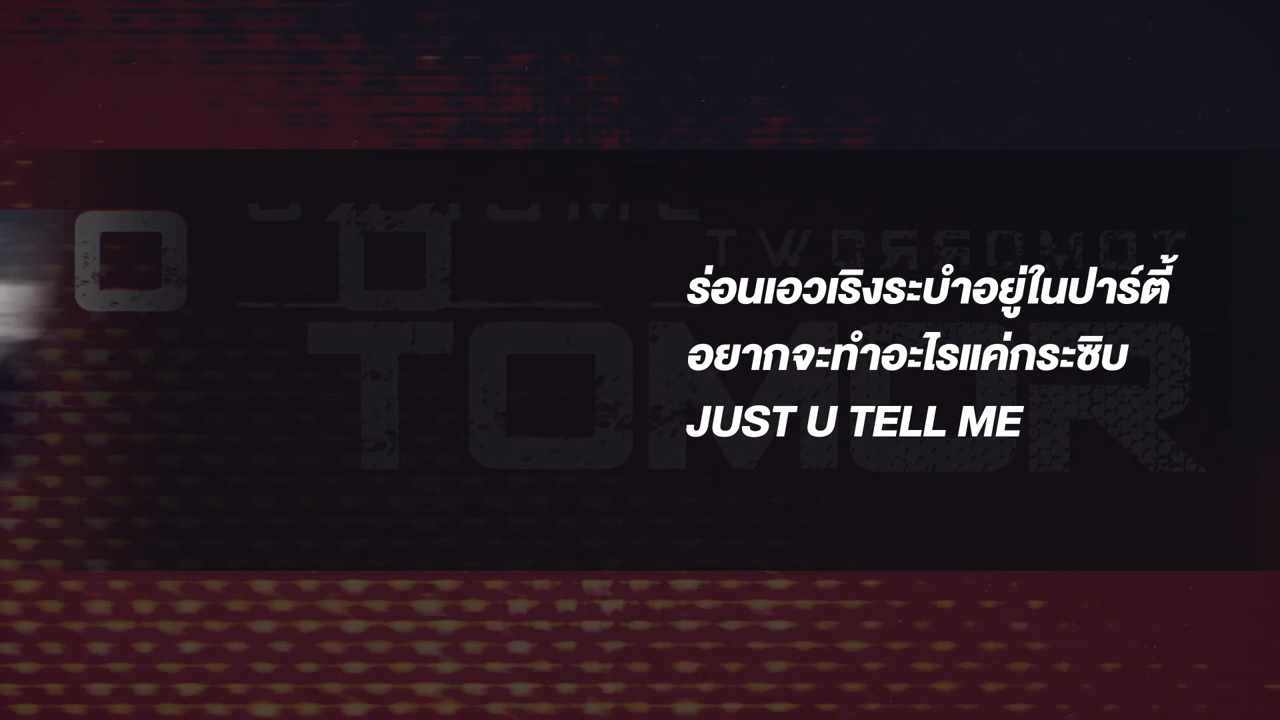 O O
TWOЯЯOMOT
ร่อนเอวเริงระบำอยู่ในปาร์ตี้
TOMOR
อยากจะทำอะไรแค่กระซิบ
JUST U TELL ME